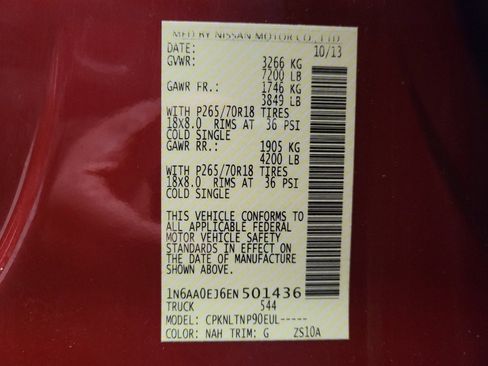 MFD BY NISSAN MOTOR CO., LTD.
DATE: 10/13
GVWR: 3266 KG
7200 LB
GAWR FR.: 1746 KG
3849 LB
WITH P265/70R18 TIRES
18X8.0 RIMS AT 36 PSI
COLD SINGLE
GAWR RR.: 1905 KG
4200 LB
WITH P265/70R18 TIRES
18X8.0 RIMS AT 36 PSI
COLD SINGLE
THIS VEHICLE CONFORMS TO
ALL APPLICABLE FEDERAL
MOTOR VEHICLE SAFETY
STANDARDS IN EFFECT ON
THE DATE OF MANUFACTURE
SHOWN ABOVE.
1N6AA0EJ6EN501436
TRUCK 544
MODEL: CPKNLTNP90EUL-----
COLOR: NAH TRIM: G ZS10A